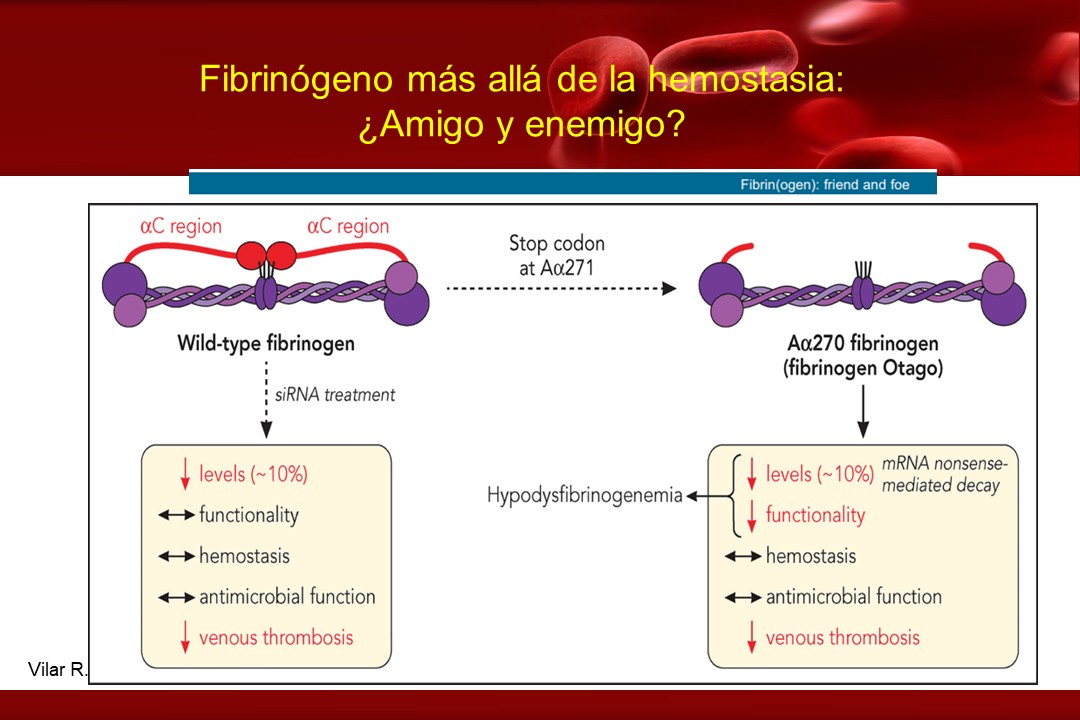 Fibrinógeno más allá de la hemostasia:
¿Amigo y enemigo?
Fibrin(ogen): friend and foe
αC region
αC region
Stop codon
at Aα271
Wild-type fibrinogen
siRNA treatment
↓ levels (~10%)
↔ functionality
↔ hemostasis
↔ antimicrobial function
↓ venous thrombosis
Aα270 fibrinogen
(fibrinogen Otago)
Hypodysfibrinogenemia
↓ levels (~10%)
mRNA nonsense-
mediated decay
↓ functionality
↔ hemostasis
↔ antimicrobial function
↓ venous thrombosis
Vilar R.